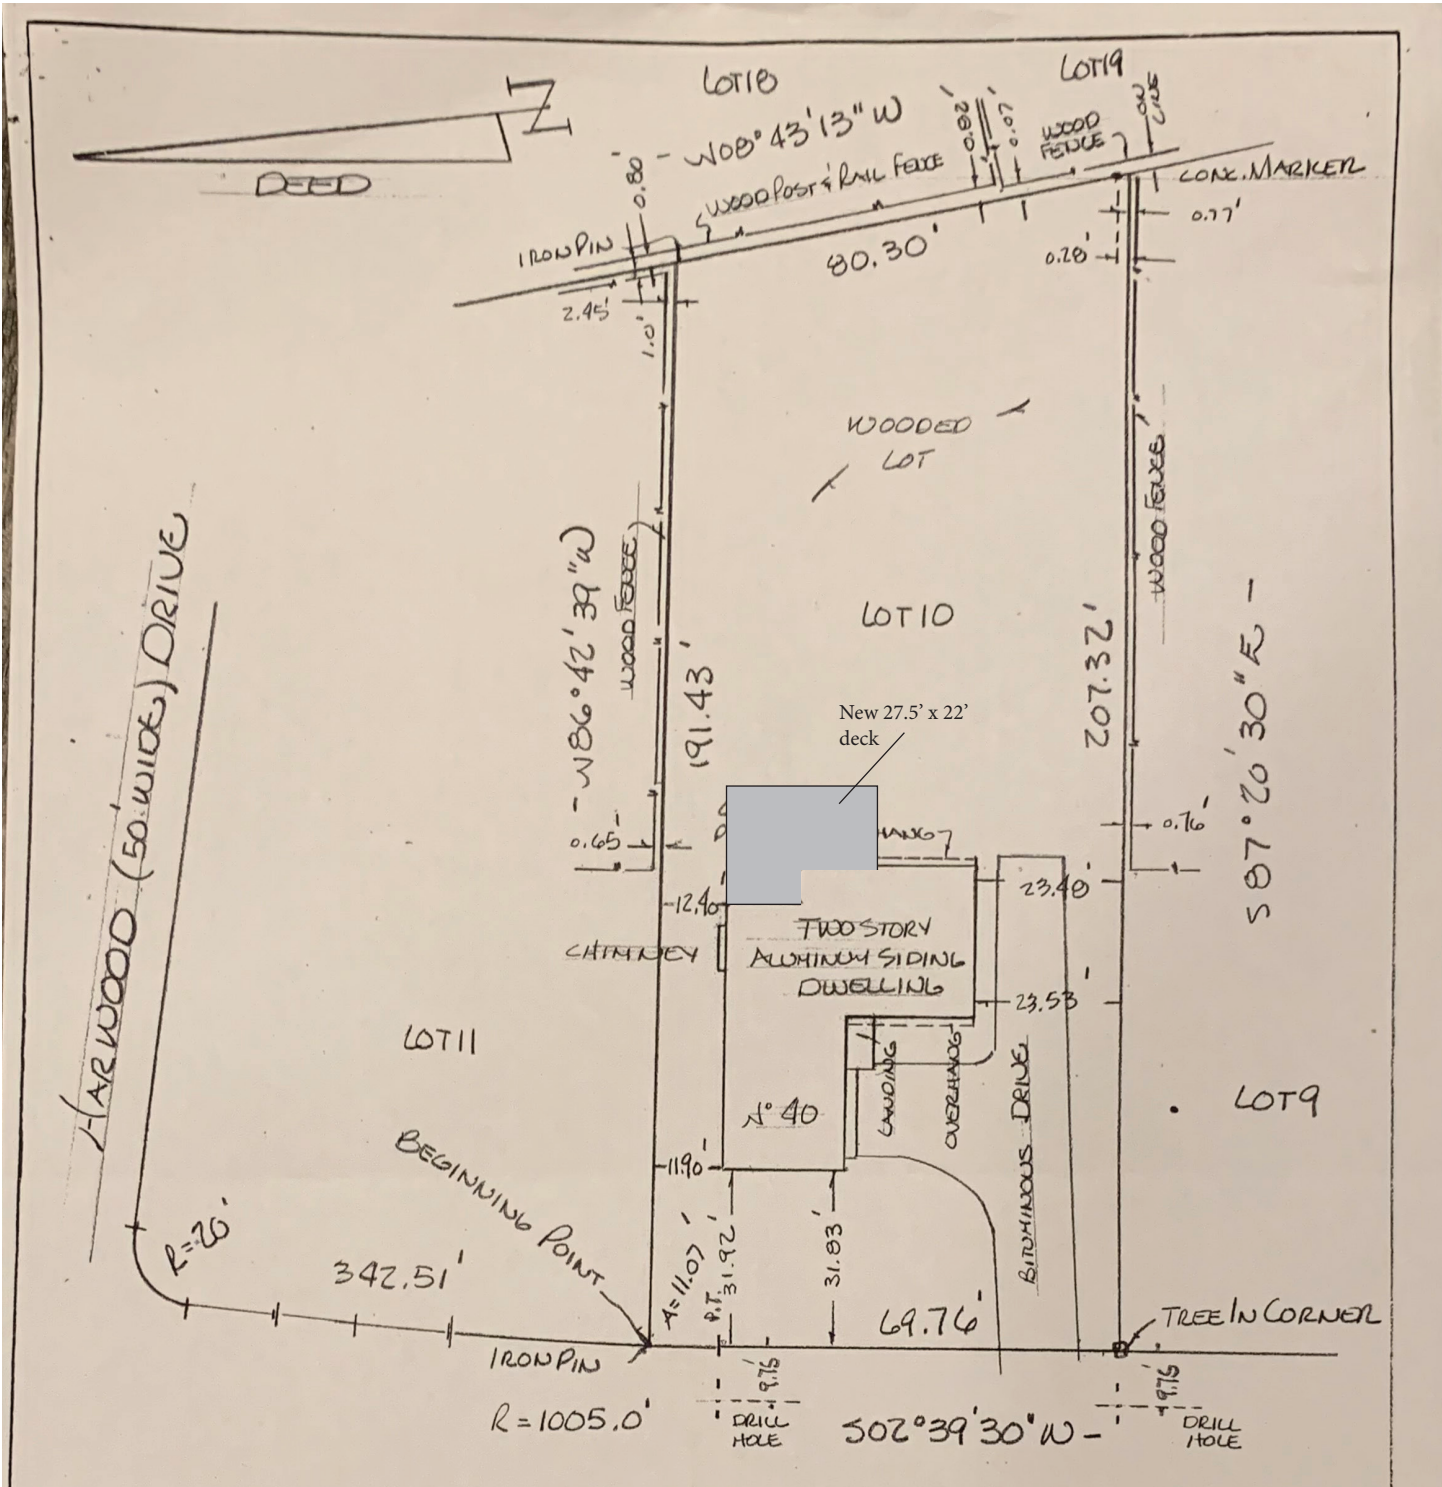 N
DEED
LOT 18
LOT 19
- N08°43'13" W
0.80'
0.82'
0.07'
WOOD
FENCE
ON
LINE
WOOD POST & RAIL FENCE
CONC. MARKER
IRON PIN
80.30'
0.77'
0.28'
2.45'
1.0'
WOODED
LOT
WOOD FENCE
WOOD FENCE
HARWOOD (50' WIDE) DRIVE
- N86°42'39"W
191.43'
LOT 10
207.32'
S87°20'30"E -
New 27.5' x 22'
deck
0.65'
HANG
0.76'
12.40'
23.48'
CHIMNEY
TWO STORY
ALUMINUM SIDING
DWELLING
23.53'
LOT 11
LANDING
OVERHANG
BITUMINOUS DRIVE
LOT 9
No 40
BEGINNING POINT
11.90'
R=20'
342.51'
A=11.07'
P.T.
31.92'
31.83'
69.76'
TREE IN CORNER
IRON PIN
9.75'
9.75'
R=1005.0'
DRILL
HOLE
S02°39'30"W -
DRILL
HOLE